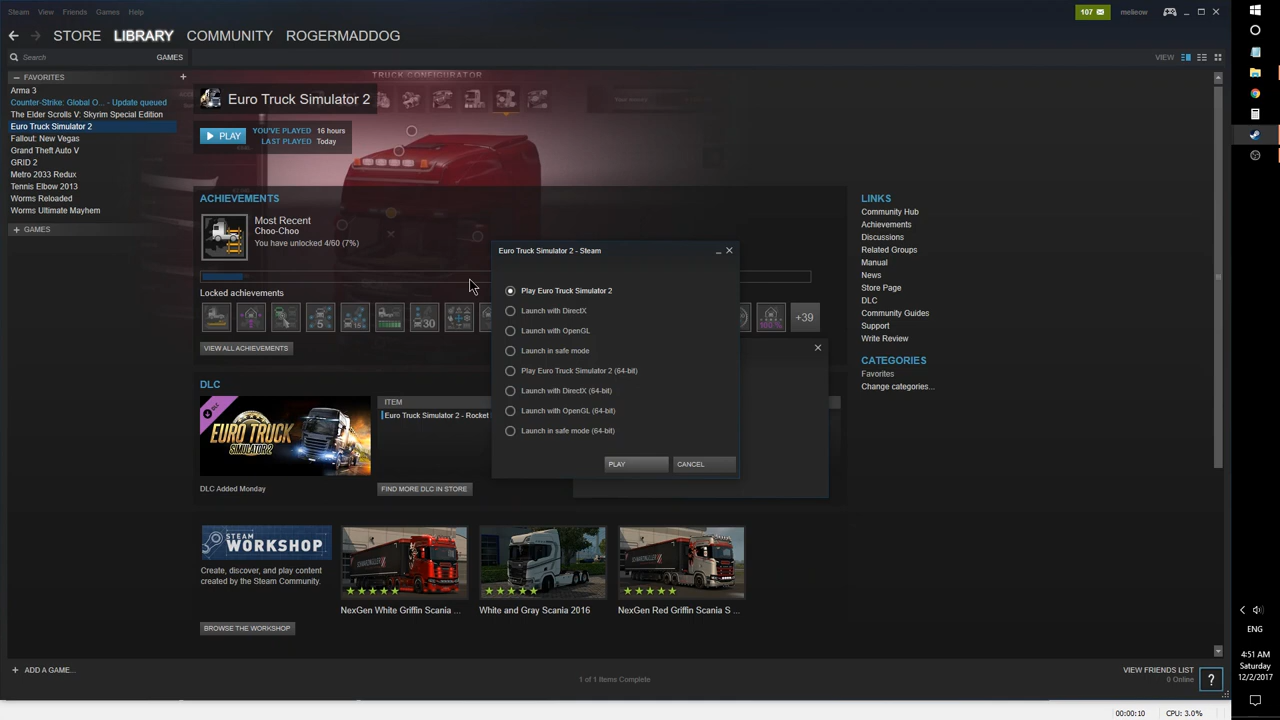 Steam View Friends Games Help
107
melieow
STORE LIBRARY COMMUNITY ROGERMADDOG
Search GAMES
VIEW
FAVORITES
Arma 3
Counter-Strike: Global O... - Update queued
The Elder Scrolls V: Skyrim Special Edition
Euro Truck Simulator 2
Fallout: New Vegas
Grand Theft Auto V
GRID 2
Metro 2033 Redux
Tennis Elbow 2013
Worms Reloaded
Worms Ultimate Mayhem
GAMES
TRUCK CONFIGURATOR
Euro Truck Simulator 2
PLAY
YOU'VE PLAYED 16 hours
LAST PLAYED Today
ACHIEVEMENTS
Most Recent
Choo-Choo
You have unlocked 4/60 (7%)
Locked achievements
5
15
30
100 %
+39
VIEW ALL ACHIEVEMENTS
DLC
DLC
EURO TRUCK
SIMULATOR 2
DLC Added Monday
ITEM
Euro Truck Simulator 2 - Rocket
FIND MORE DLC IN STORE
Euro Truck Simulator 2 - Steam
Play Euro Truck Simulator 2
Launch with DirectX
Launch with OpenGL
Launch in safe mode
Play Euro Truck Simulator 2 (64-bit)
Launch with DirectX (64-bit)
Launch with OpenGL (64-bit)
Launch in safe mode (64-bit)
PLAY CANCEL
STEAM
WORKSHOP
Create, discover, and play content
created by the Steam Community.
BROWSE THE WORKSHOP
NexGen White Griffin Scania ...
White and Gray Scania 2016
NexGen Red Griffin Scania S ...
LINKS
Community Hub
Achievements
Discussions
Related Groups
Manual
News
Store Page
DLC
Community Guides
Support
Write Review
CATEGORIES
Favorites
Change categories...
ADD A GAME...
1 of 1 Items Complete
VIEW FRIENDS LIST
0 Online
?
ENG
4:51 AM
Saturday
12/2/2017
00:00:10 CPU: 3.0%